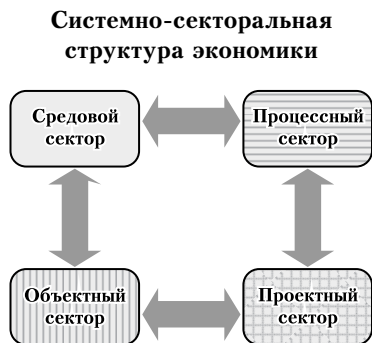 Системно-секторальная
структура экономики
Средовой
сектор
Процессный
сектор
Объектный
сектор
Проектный
сектор